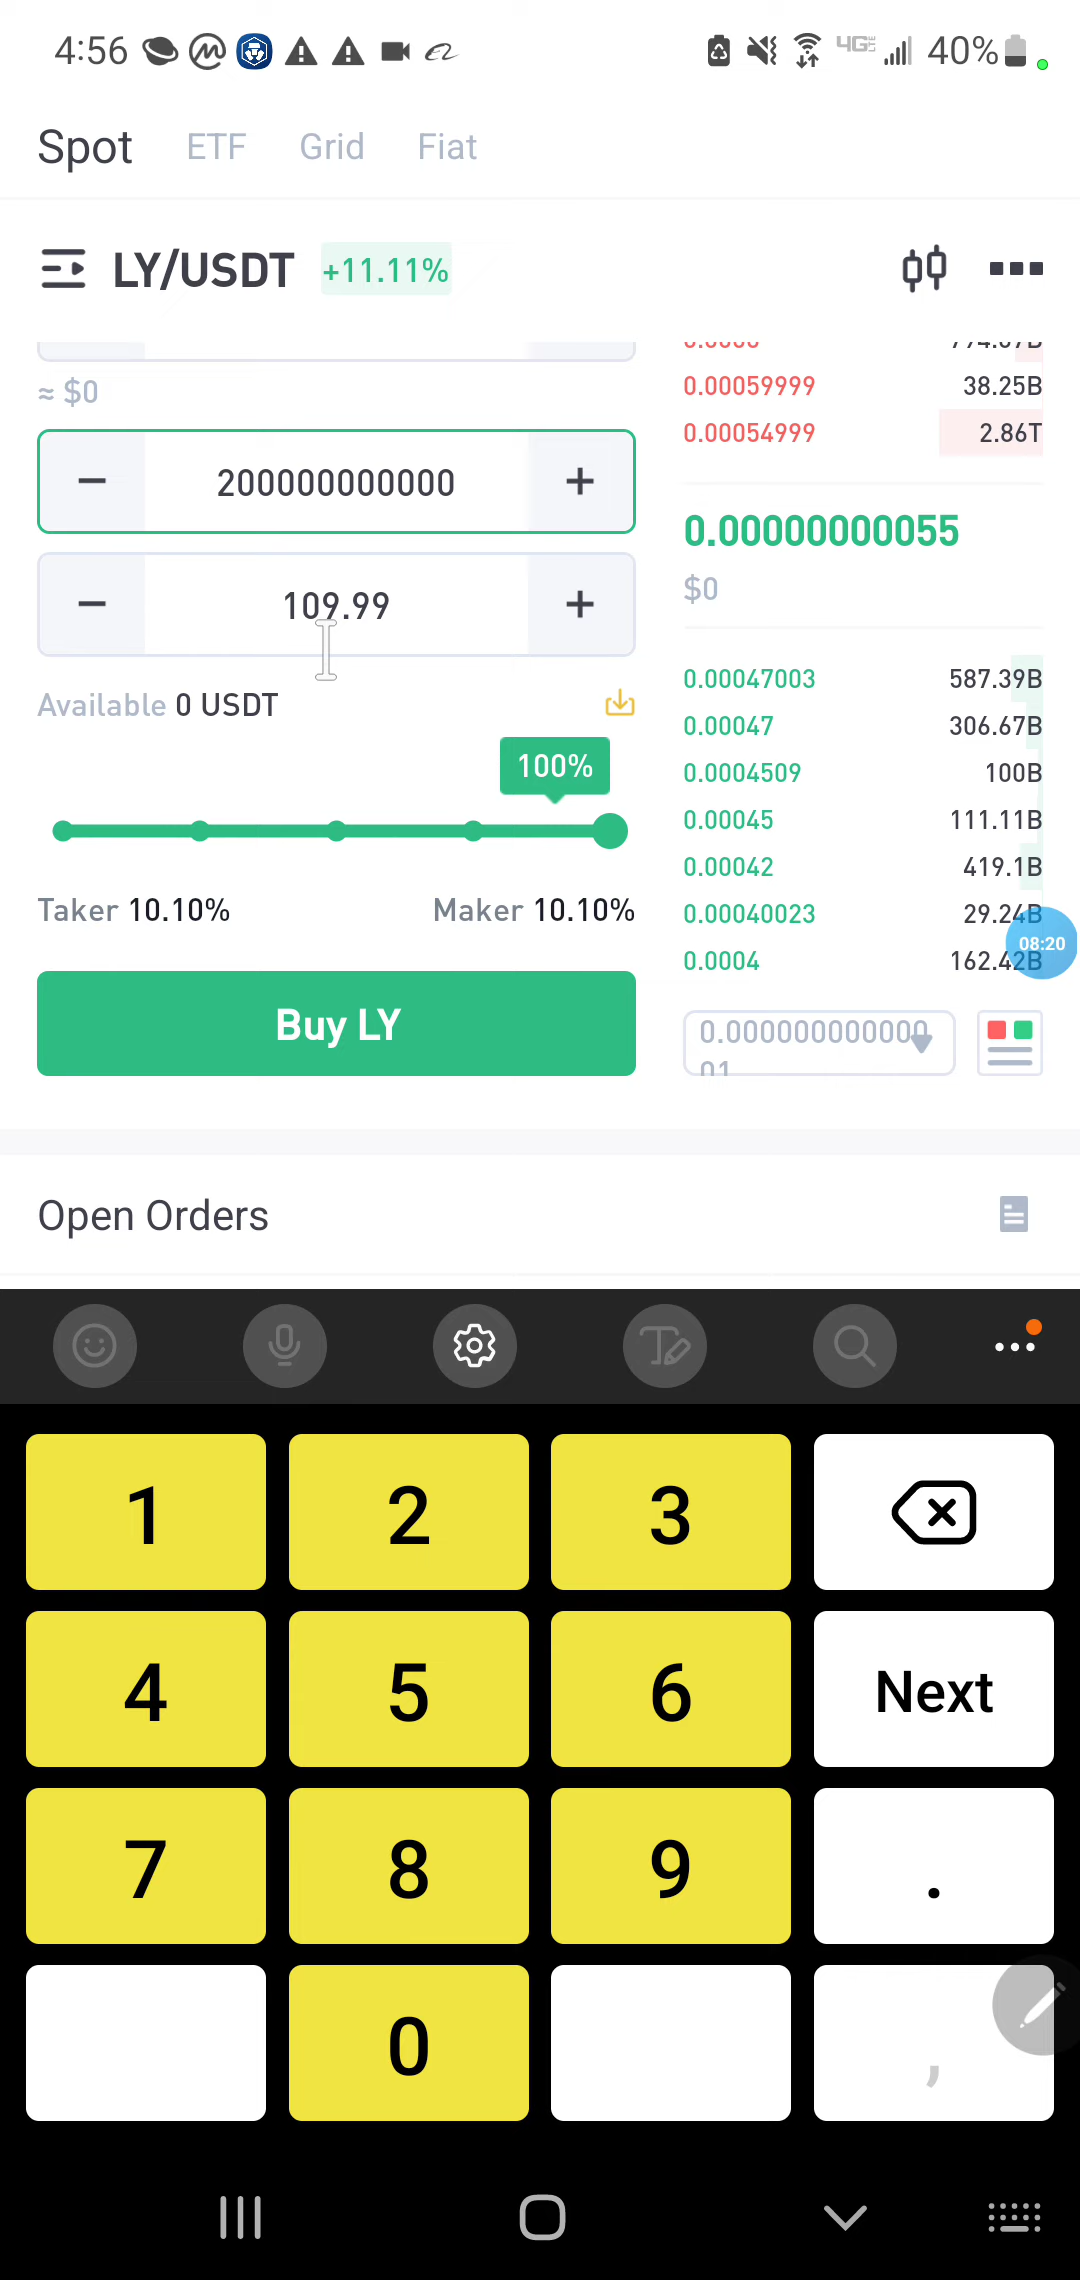 4:56
4G LTE 40%
Spot ETF Grid Fiat
LY/USDT +11.11%
≈ $0
200000000000
109.99
Available 0 USDT
100%
Taker 10.10% Maker 10.10%
Buy LY
0.00059999 38.25B
0.00054999 2.86T
0.00000000055
$0
0.00047003 587.39B
0.00047 306.67B
0.0004509 100B
0.00045 111.11B
0.00042 419.1B
0.00040023 29.24B
08:20
0.0004 162.42B
Open Orders
1 2 3
4 5 6 Next
7 8 9 .
0 ,